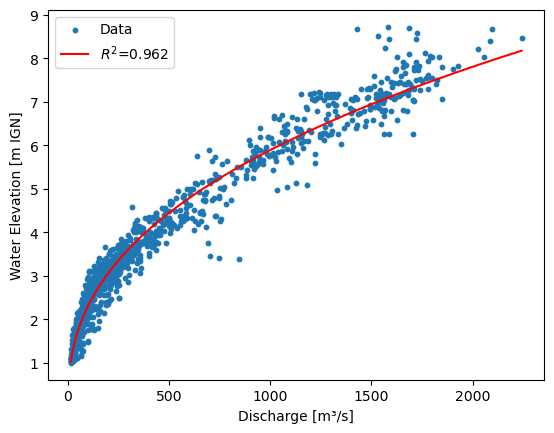 Data
R²=0.962
9
8
7
6
5
4
3
2
1
Water Elevation [m IGN]
0 500 1000 1500 2000
Discharge [m³/s]